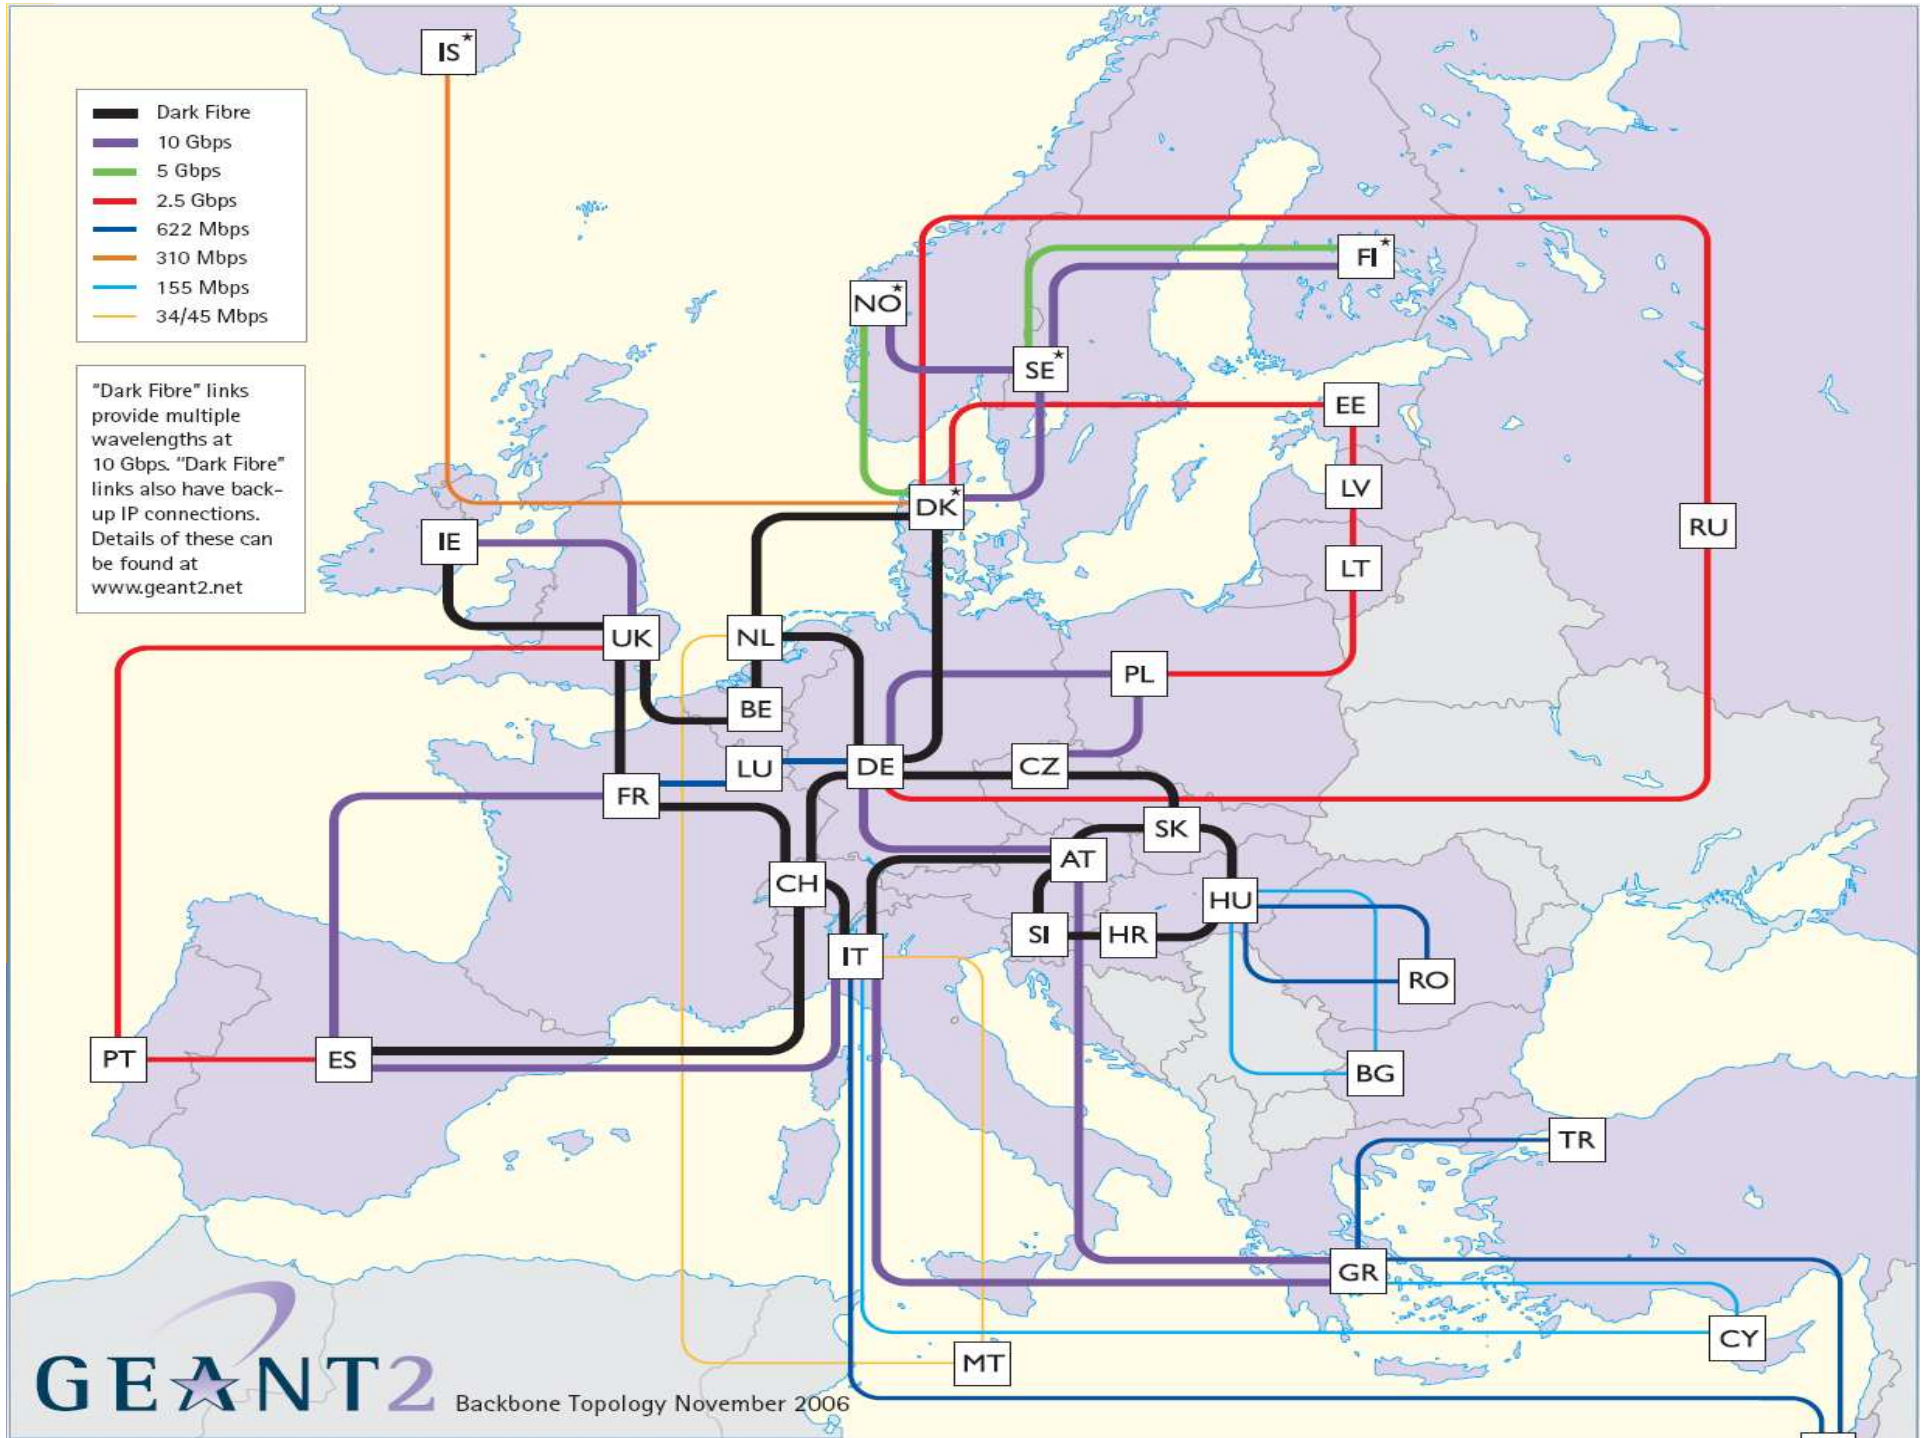 IS*
Dark Fibre
10 Gbps
5 Gbps
2.5 Gbps
622 Mbps
310 Mbps
155 Mbps
34/45 Mbps
"Dark Fibre" links
provide multiple
wavelengths at
10 Gbps. "Dark Fibre"
links also have back-
up IP connections.
Details of these can
be found at
www.geant2.net
FI*
NO*
SE*
EE
LV
DK*
RU
IE
LT
UK
NL
PL
BE
LU
DE
CZ
FR
SK
AT
CH
HU
SI
HR
IT
RO
PT
ES
BG
TR
GR
CY
MT
GEANT2
Backbone Topology November 2006